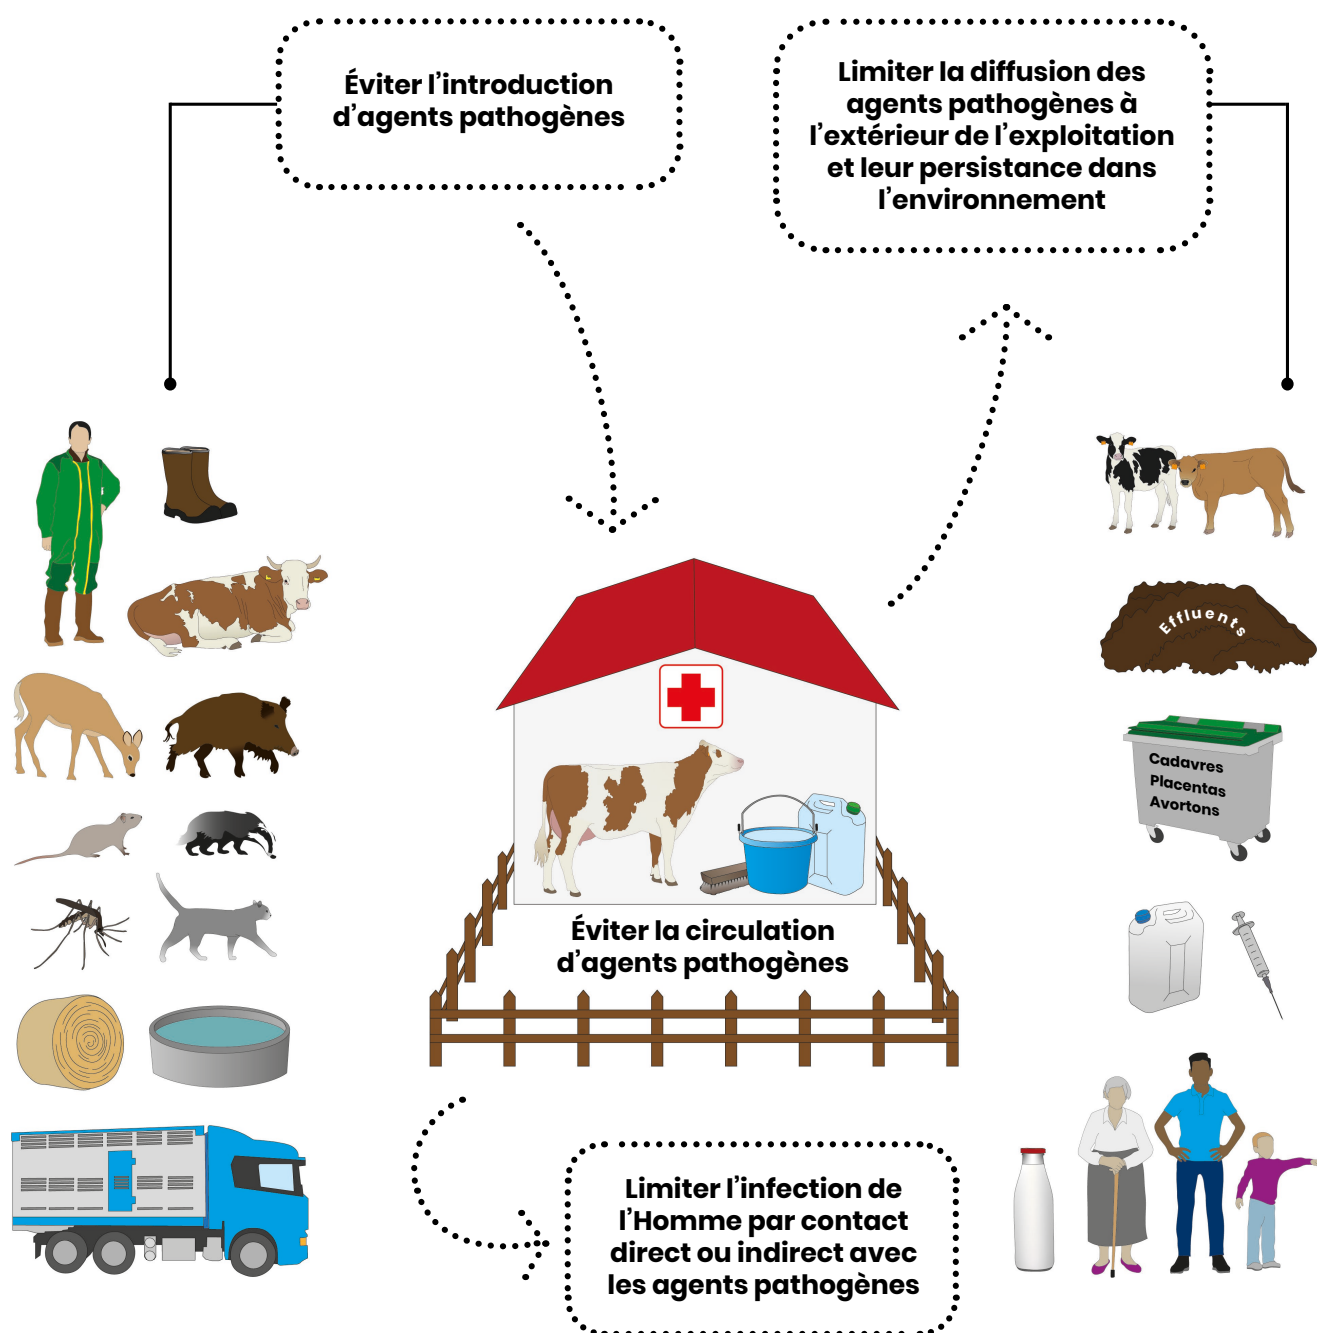 Éviter l’introduction
d’agents pathogènes
Limiter la diffusion des
agents pathogènes à
l’extérieur de l’exploitation
et leur persistance dans
l’environnement
Effluents
Cadavres
Placentas
Avortons
Éviter la circulation
d’agents pathogènes
Limiter l’infection de
l’Homme par contact
direct ou indirect avec
les agents pathogènes